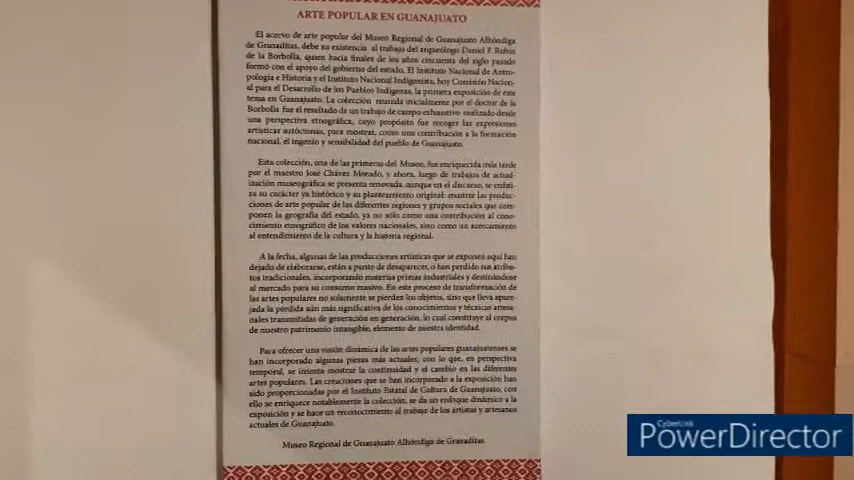 ARTE POPULAR EN GUANAJUATO
El acervo de arte popular del Museo Regional de Guanajuato Alhóndiga
de Granaditas, debe su existencia al trabajo del arqueólogo Daniel F. Rubín
de la Borbolla, quien hacia finales de los años cincuenta del siglo pasado
formó con el apoyo del gobierno del estado, El Instituto Nacional de Antro-
pología e Historia y el Instituto Nacional Indigenista, hoy Comisión Nacio-
nal para el Desarrollo de los Pueblos Indígenas, la primera exposición de este
tema en Guanajuato. La colección reunida inicialmente por el doctor de la
Borbolla fue el resultado de un trabajo de campo exhaustivo realizado desde
una perspectiva etnográfica, cuyo propósito fue recoger las expresiones
artísticas autóctonas, para mostrar, como una contribución a la formación
nacional, el ingenio y sensibilidad del pueblo de Guanajuato.
Esta colección, una de las primeras del Museo, fue enriquecida más tarde
por el maestro José Chávez Morado, y ahora, luego de trabajos de actual-
ización museográfica se presenta renovada, aunque en el discurso, se enfati-
za su carácter ya histórico y su planteamiento original: mostrar las produc-
ciones de arte popular de las diferentes regiones y grupos sociales que com-
ponen la geografía del estado, ya no sólo como una contribución al cono-
cimiento etnográfico de los valores nacionales, sino como un acercamiento
al entendimiento de la cultura y la historia regional.
A la fecha, algunas de las producciones artísticas que se exponen aquí han
dejado de elaborarse, están a punto de desaparecer, o han perdido sus atribu-
tos tradicionales, incorporando materias primas industriales y destinándose
al mercado para su consumo masivo. En este proceso de transformación de
las artes populares no solamente se pierden los objetos, sino que lleva apare-
jada la pérdida aún más significativa de los conocimientos y técnicas artesa-
nales transmitidas de generación en generación, lo cual constituye al corpus
de nuestro patrimonio intangible, elemento de nuestra identidad.
Para ofrecer una visión dinámica de las artes populares guanajuatenses se
han incorporado algunas piezas más actuales, con lo que, en perspectiva
temporal, se intenta mostrar la continuidad y el cambio en las diferentes
artes populares. Las creaciones que se han incorporado a la exposición han
sido proporcionadas por el Instituto Estatal de Cultura de Guanajuato, con
ello se enriquece notablemente la colección, se da un enfoque dinámico a la
exposición y se hace un reconocimiento al trabajo de los artistas y artesanos
actuales de Guanajuato.
Museo Regional de Guanajuato Alhóndiga de Granaditas.
CyberLink
PowerDirector